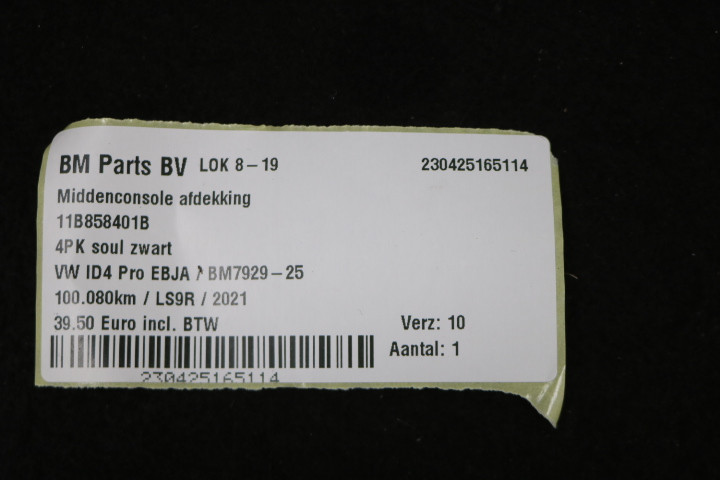 BM Parts BV LOK 8-19 230425165114
Middenconsole afdekking
11B858401B
4PK soul zwart
VW ID4 Pro EBJA BM7929-25
100.080km / LS9R / 2021
39.50 Euro incl. BTW Verz: 10
Aantal: 1
230425165114